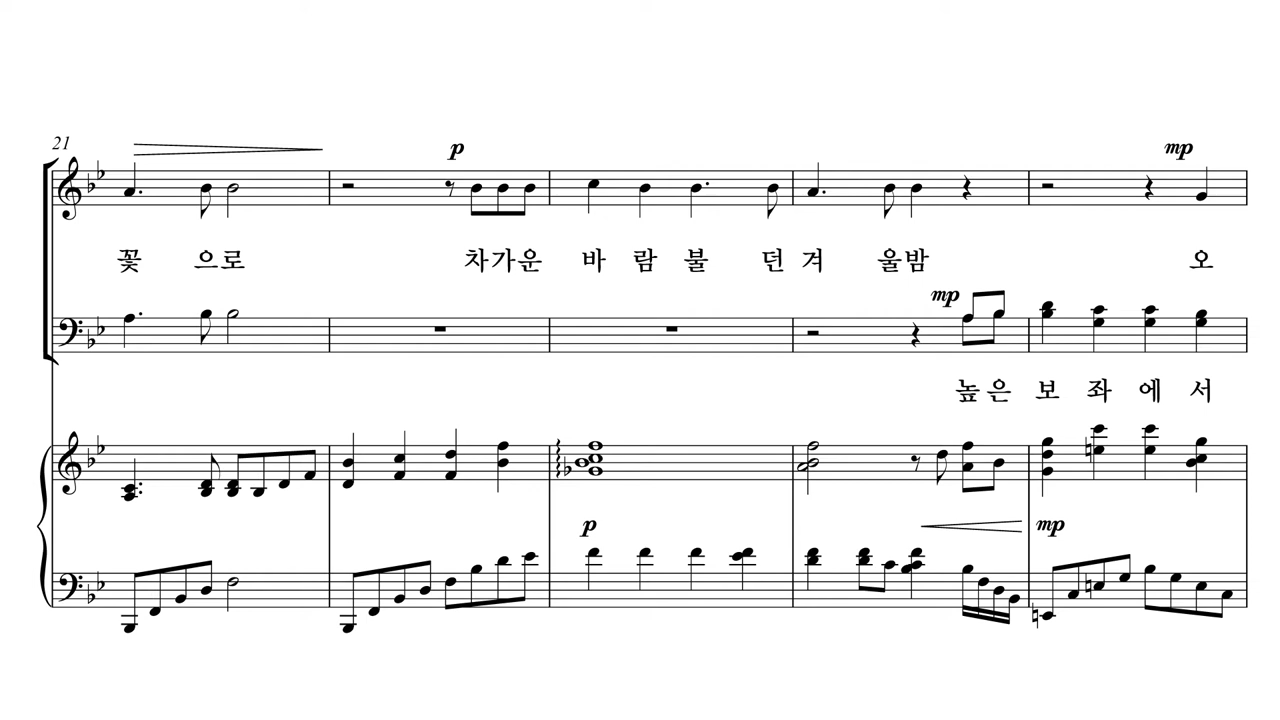 21
p mp
꽃 으로 차가운 바 람 불 던 겨 울밤 오
mp
높은 보 좌 에 서
p mp